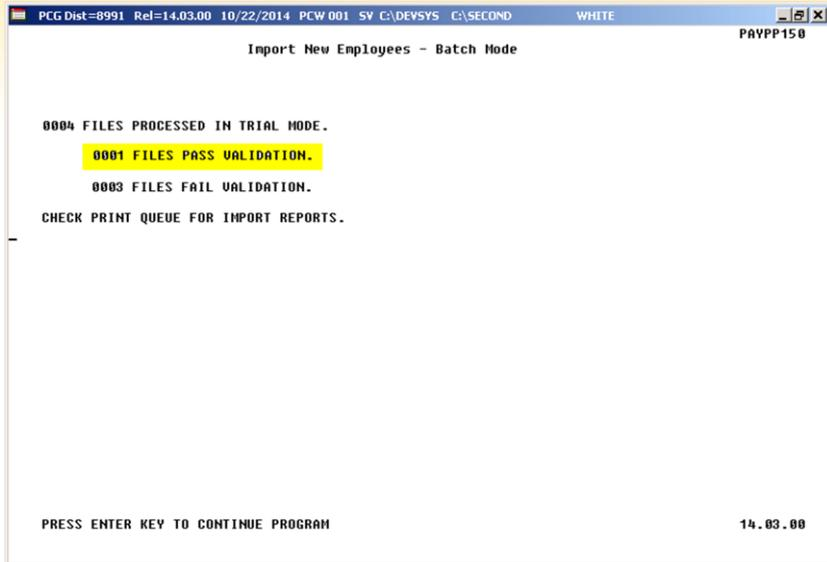 PCG Dist=8991 Rel=14.03.00 10/22/2014 PCW 001 SV C:\DEVSYS C:\SECOND WHITE
PAYPP150
Import New Employees - Batch Mode
0004 FILES PROCESSED IN TRIAL MODE.
0001 FILES PASS VALIDATION.
0003 FILES FAIL VALIDATION.
CHECK PRINT QUEUE FOR IMPORT REPORTS.
PRESS ENTER KEY TO CONTINUE PROGRAM 14.03.00